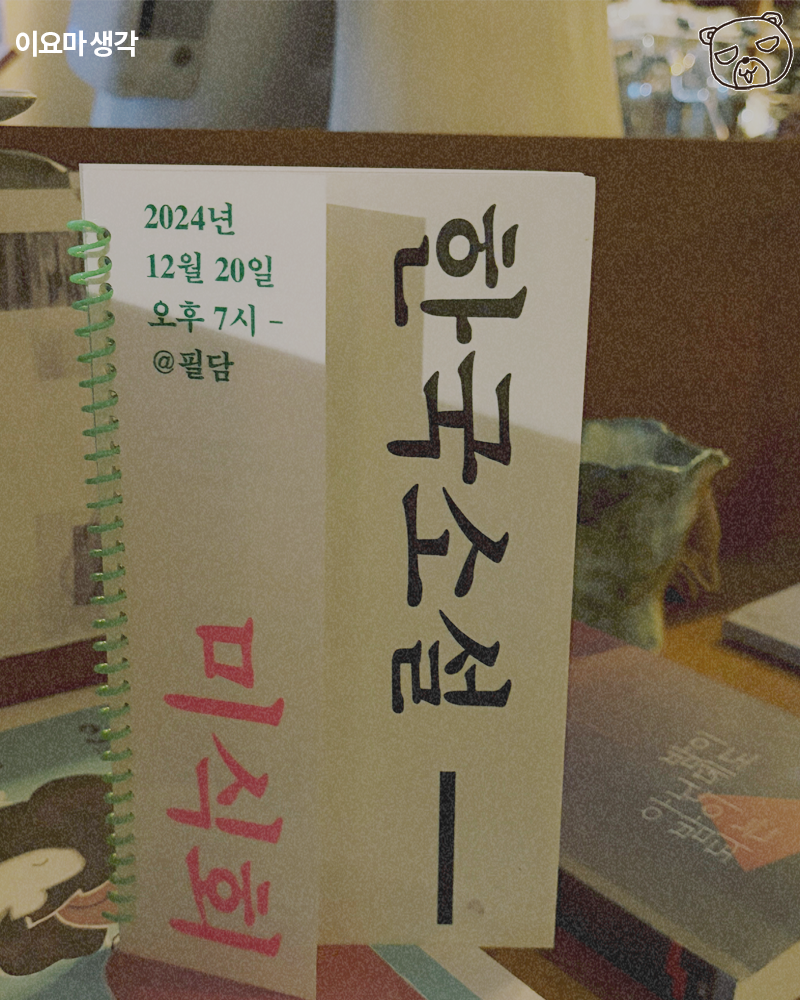 이요마 생각
2024년
12월 20일
오후 7시 –
@필담
한국소설 —
미식회